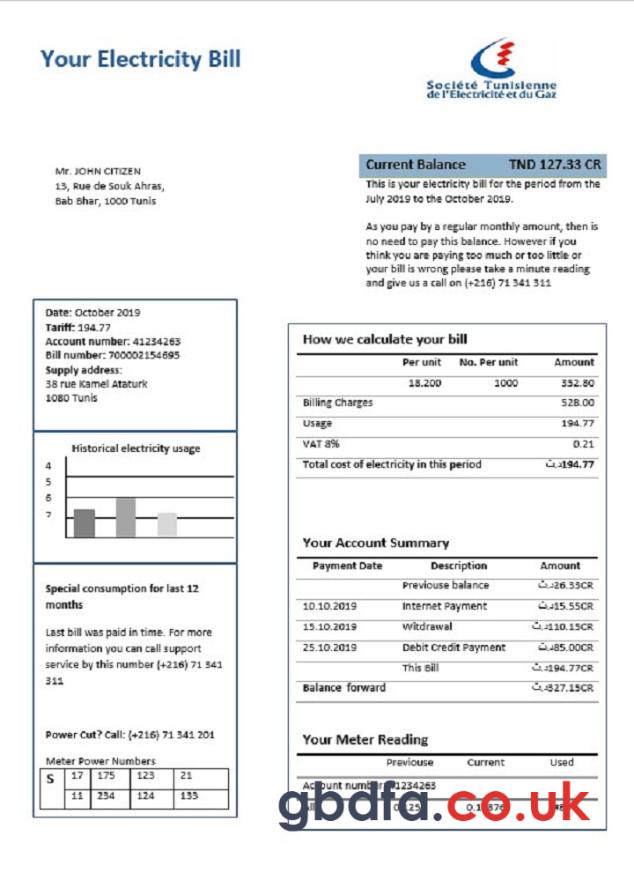 Your Electricity Bill
Société Tunisienne
de l'Electricité et du Gaz
Mr. JOHN CITIZEN
13, Rue de Souk Ahras,
Bab Bhar, 1000 Tunis
Current Balance TND 127.33 CR
This is your electricity bill for the period from the
July 2019 to the October 2019.
As you pay by a regular monthly amount, then is
no need to pay this balance. However if you
think you are paying too much or too little or
your bill is wrong please take a minute reading
and give us a call on (+216) 71 341 311
Date: October 2019
Tariff: 194.77
Account number: 41234263
Bill number: 700002154695
Supply address:
38 rue Kamel Ataturk
1080 Tunis
Historical electricity usage
4
5
6
7
Special consumption for last 12
months
Last bill was paid in time. For more
information you can call support
service by this number (+216) 71 341
311
Power Cut? Call: (+216) 71 341 201
Meter Power Numbers
S 17 175 123 21
11 234 124 133
How we calculate your bill
Per unit No. Per unit Amount
18.200 1000 352.80
Billing Charges 528.00
Usage 194.77
VAT 8% 0.21
Total cost of electricity in this period د.ت194.77
Your Account Summary
Payment Date Description Amount
Previouse balance د.ت26.33CR
10.10.2019 Internet Payment د.ت15.55CR
15.10.2019 Witdrawal د.ت110.15CR
25.10.2019 Debit Credit Payment د.ت85.00CR
This Bill د.ت194.77CR
Balance forward د.ت327.15CR
Your Meter Reading
Previouse Current Used
Account number 41234263
gbdfa.co.uk